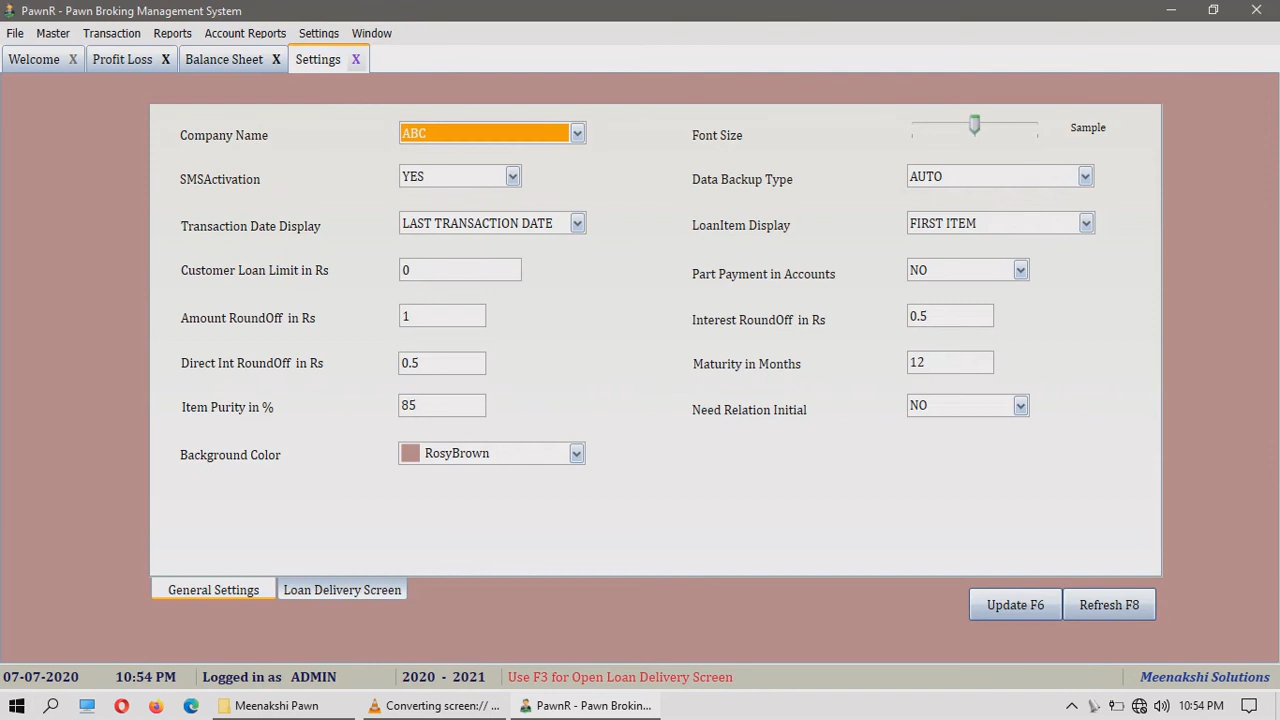 PawnR - Pawn Broking Management System
File Master Transaction Reports Account Reports Settings Window
Welcome X Profit Loss X Balance Sheet X Settings X
Company Name ABC Font Size Sample
SMSActivation YES Data Backup Type AUTO
Transaction Date Display LAST TRANSACTION DATE LoanItem Display FIRST ITEM
Customer Loan Limit in Rs 0 Part Payment in Accounts NO
Amount RoundOff in Rs 1 Interest RoundOff in Rs 0.5
Direct Int RoundOff in Rs 0.5 Maturity in Months 12
Item Purity in % 85 Need Relation Initial NO
Background Color RosyBrown
General Settings Loan Delivery Screen
Update F6 Refresh F8
07-07-2020 10:54 PM Logged in as ADMIN 2020 - 2021 Use F3 for Open Loan Delivery Screen Meenakshi Solutions
Meenakshi Pawn Converting screen:// ... PawnR - Pawn Brokin... 10:54 PM